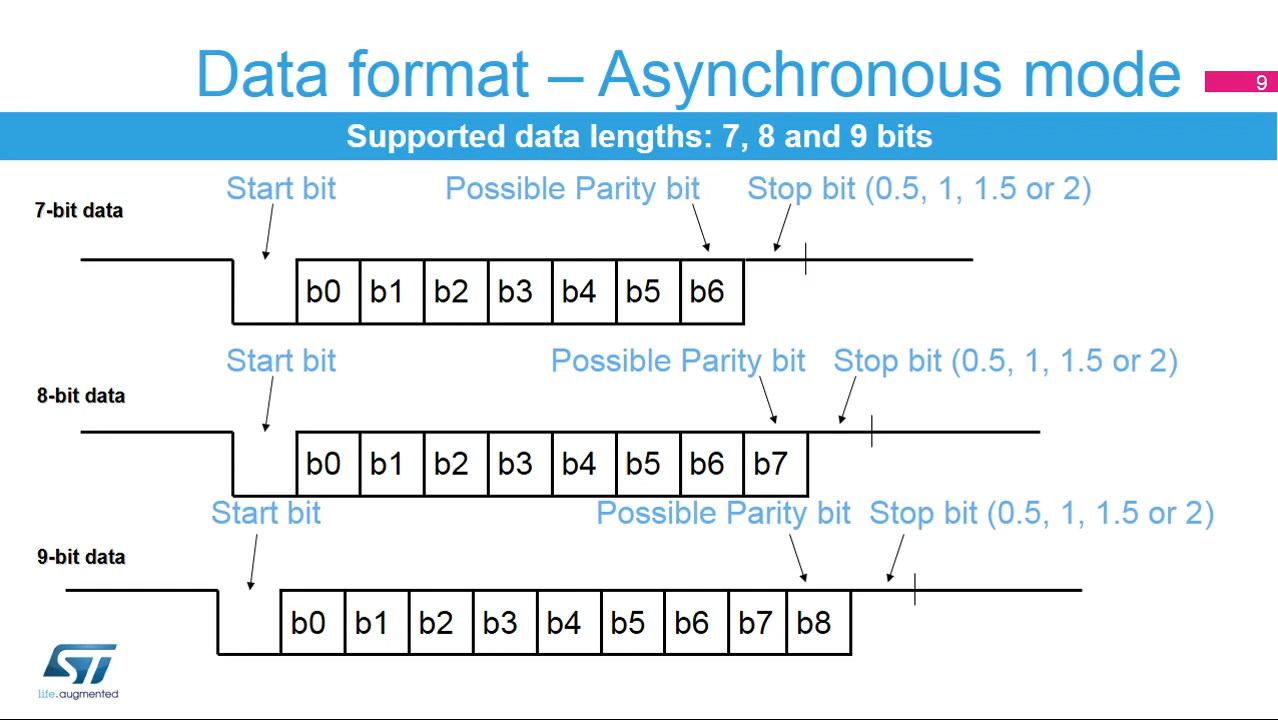 Data format – Asynchronous mode
9
Supported data lengths: 7, 8 and 9 bits
Start bit
Possible Parity bit
Stop bit (0.5, 1, 1.5 or 2)
7-bit data
b0 b1 b2 b3 b4 b5 b6
Start bit
Possible Parity bit
Stop bit (0.5, 1, 1.5 or 2)
8-bit data
b0 b1 b2 b3 b4 b5 b6 b7
Start bit
Possible Parity bit
Stop bit (0.5, 1, 1.5 or 2)
9-bit data
b0 b1 b2 b3 b4 b5 b6 b7 b8
ST
life.augmented